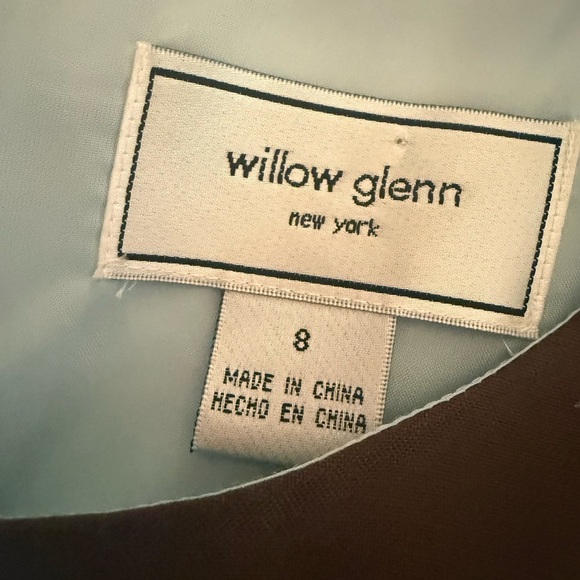 willow glenn
new york
8
MADE IN CHINA
HECHO EN CHINA